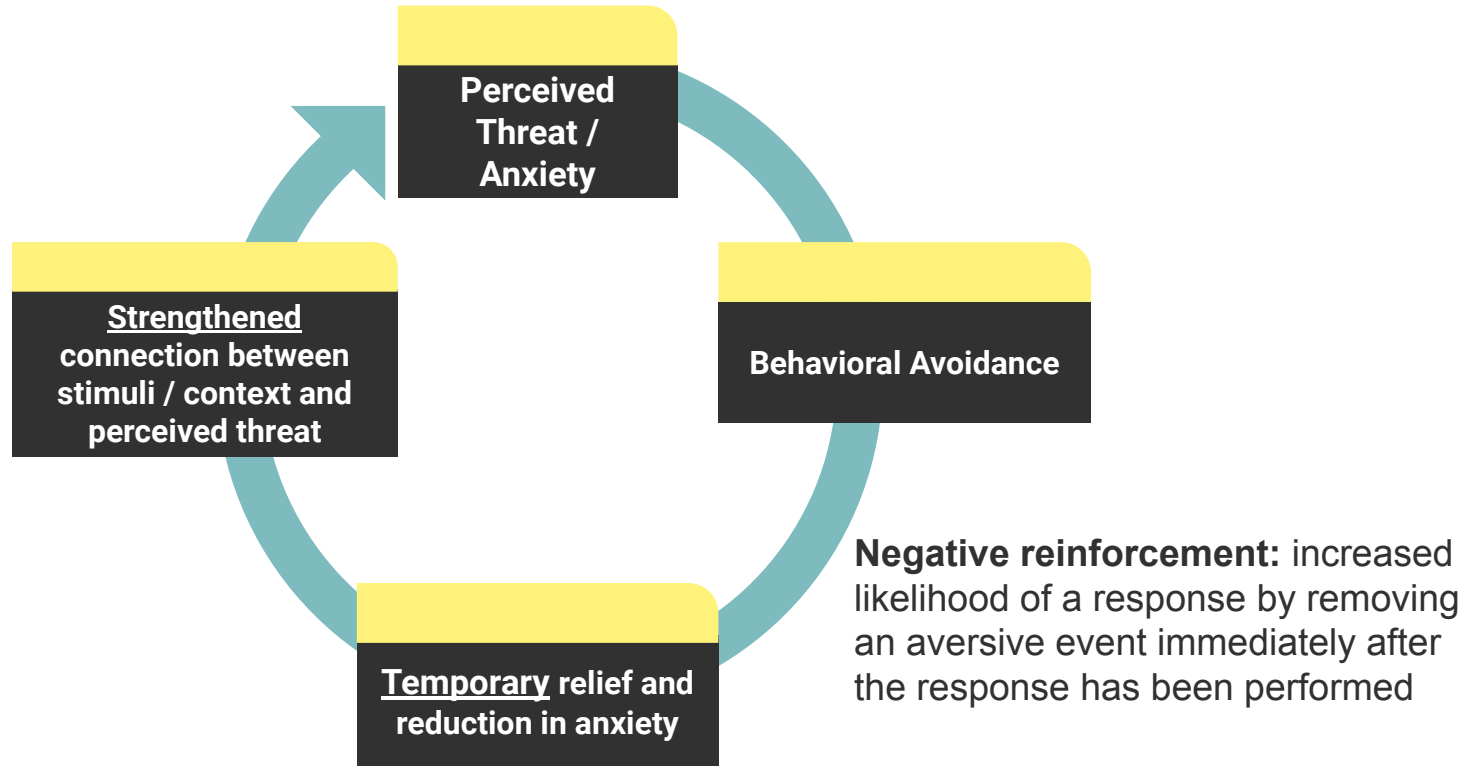 Perceived
Threat /
Anxiety
Behavioral Avoidance
Temporary relief and
reduction in anxiety
Strengthened
connection between
stimuli / context and
perceived threat
Negative reinforcement: increased
likelihood of a response by removing
an aversive event immediately after
the response has been performed